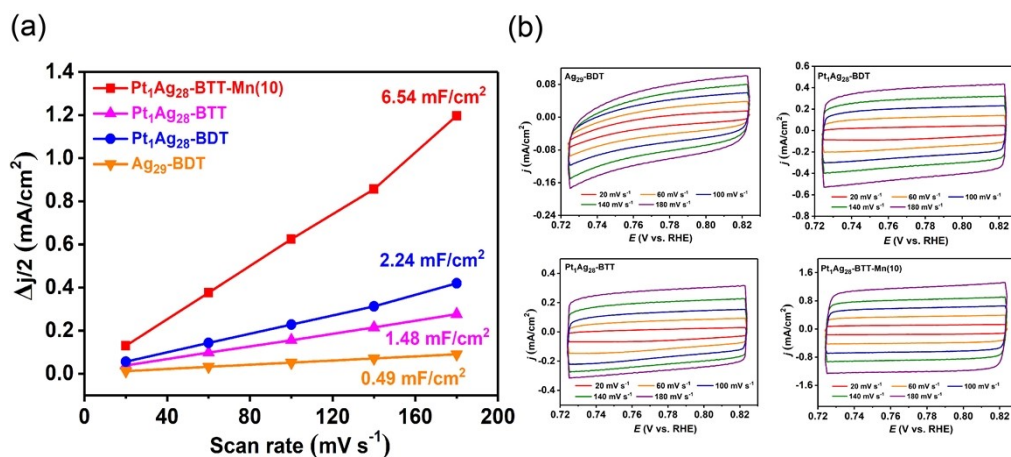 (a)
1.4
1.2
1.0
0.8
0.6
0.4
0.2
0.0
Δj/2 (mA/cm²)
Pt₁Ag₂₈-BTT-Mn(10)
Pt₁Ag₂₈-BTT
Pt₁Ag₂₈-BDT
Ag₂₉-BDT
6.54 mF/cm²
2.24 mF/cm²
1.48 mF/cm²
0.49 mF/cm²
0 40 80 120 160 200
Scan rate (mV s⁻¹)
(b)
Ag₂₉-BDT
0.08
0.00
-0.08
-0.16
-0.24
j (mA/cm²)
20 mV s⁻¹ 60 mV s⁻¹ 100 mV s⁻¹
140 mV s⁻¹ 180 mV s⁻¹
0.72 0.74 0.76 0.78 0.80 0.82
E (V vs. RHE)
Pt₁Ag₂₈-BDT
0.8
0.6
0.4
0.2
0.0
-0.2
-0.4
-0.6
-0.8
j (mA/cm²)
20 mV s⁻¹ 60 mV s⁻¹ 100 mV s⁻¹
140 mV s⁻¹ 180 mV s⁻¹
0.72 0.74 0.76 0.78 0.80 0.82
E (V vs. RHE)
Pt₁Ag₂₈-BTT
0.4
0.2
0.0
-0.2
-0.4
j (mA/cm²)
20 mV s⁻¹ 60 mV s⁻¹ 100 mV s⁻¹
140 mV s⁻¹ 180 mV s⁻¹
0.72 0.74 0.76 0.78 0.80 0.82
E (V vs. RHE)
Pt₁Ag₂₈-BTT-Mn(10)
1.6
0.8
0.0
-0.8
-1.6
j (mA/cm²)
20 mV s⁻¹ 60 mV s⁻¹ 100 mV s⁻¹
140 mV s⁻¹ 180 mV s⁻¹
0.72 0.74 0.76 0.78 0.80 0.82
E (V vs. RHE)